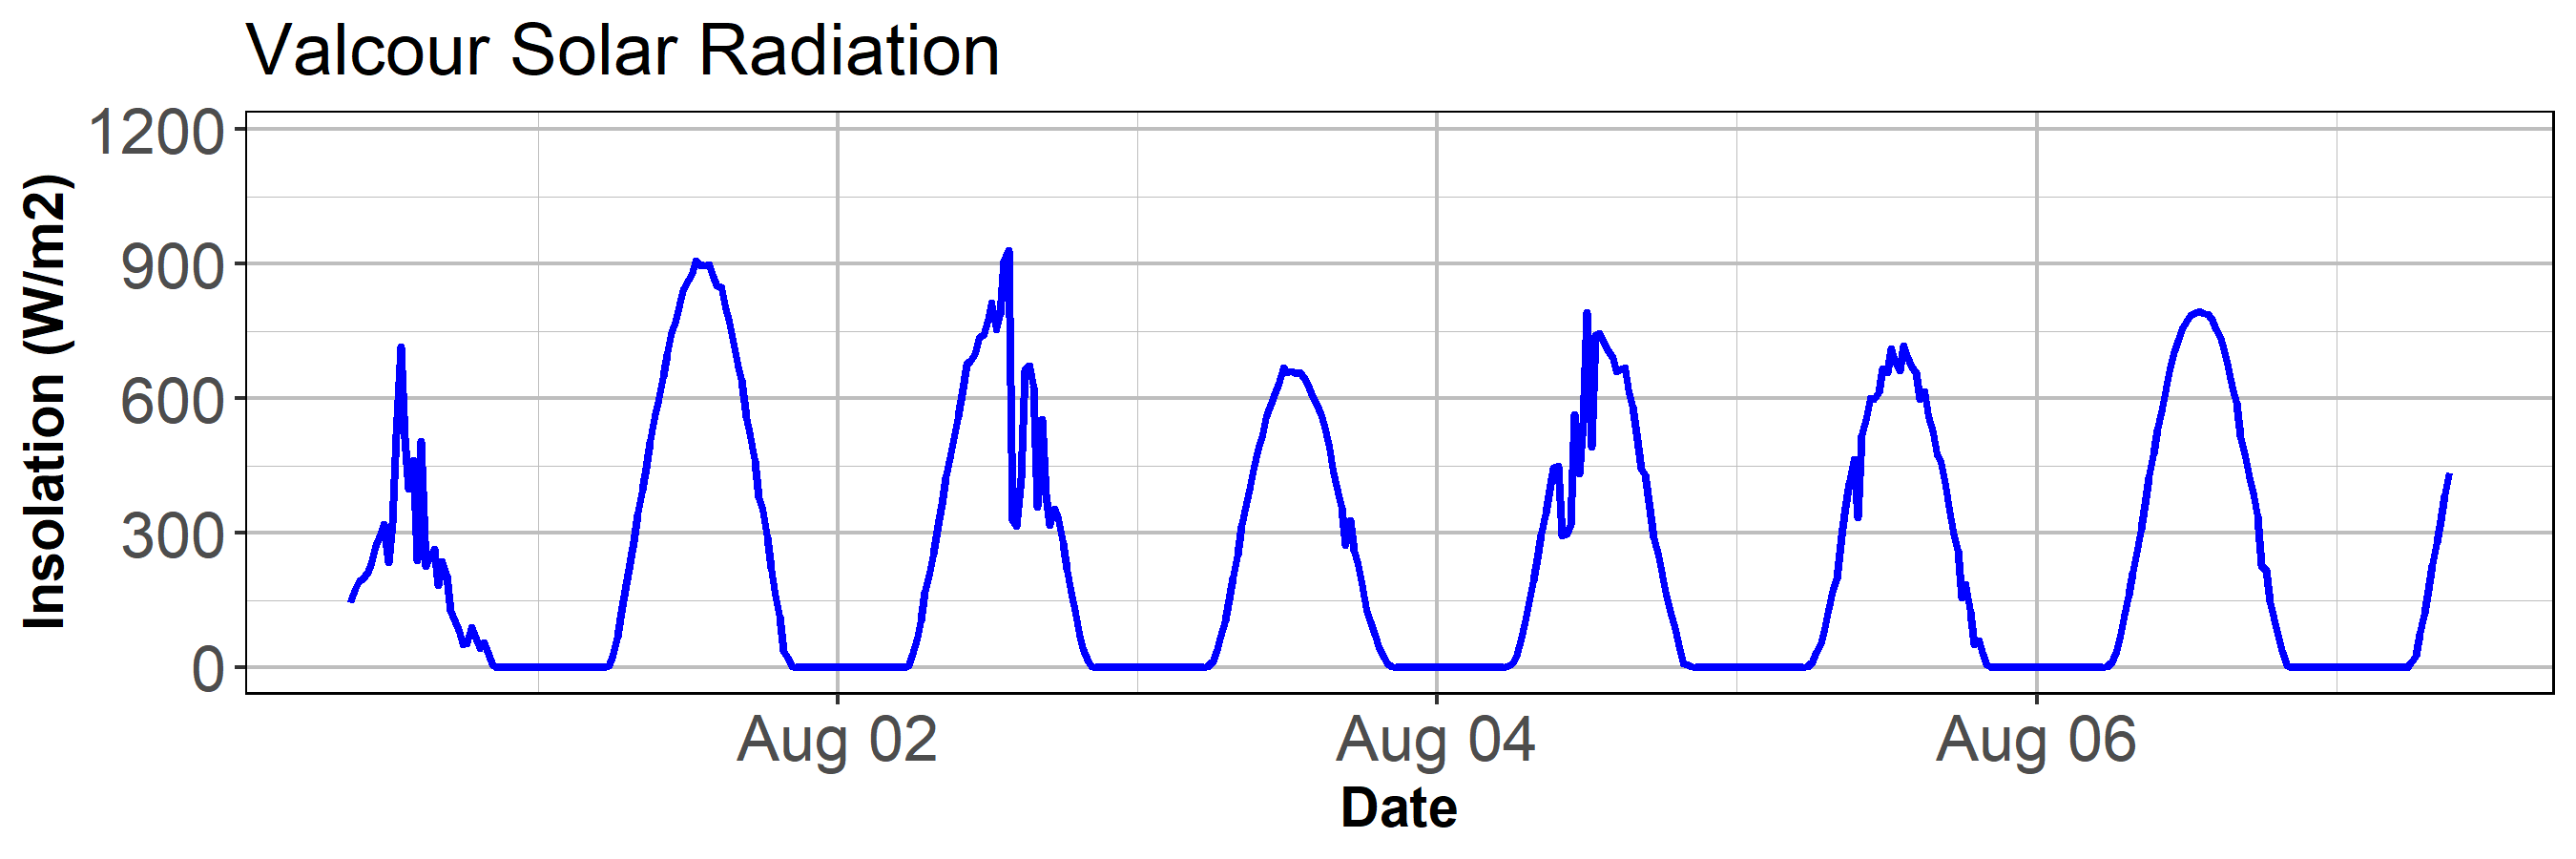 Valcour Solar Radiation
Insolation (W/m2)
1200
900
600
300
0
Aug 02 Aug 04 Aug 06
Date